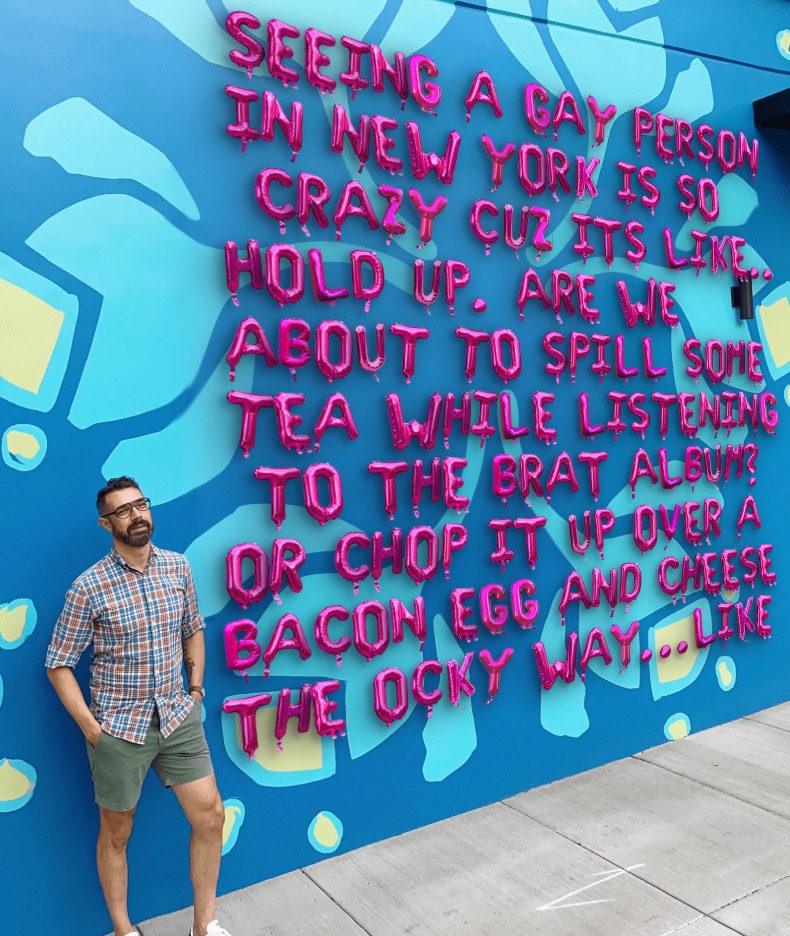 SEEING A GAY PERSON
IN NEW YORK IS SO
CRAZY CUZ ITS LIKE..
HOLD UP. ARE WE
ABOUT TO SPILL SOME
TEA WHILE LISTENING
TO THE BRAT ALBUM?
OR CHOP IT UP OVER A
BACON EGG AND CHEESE
THE OCKY WAY...LIKE